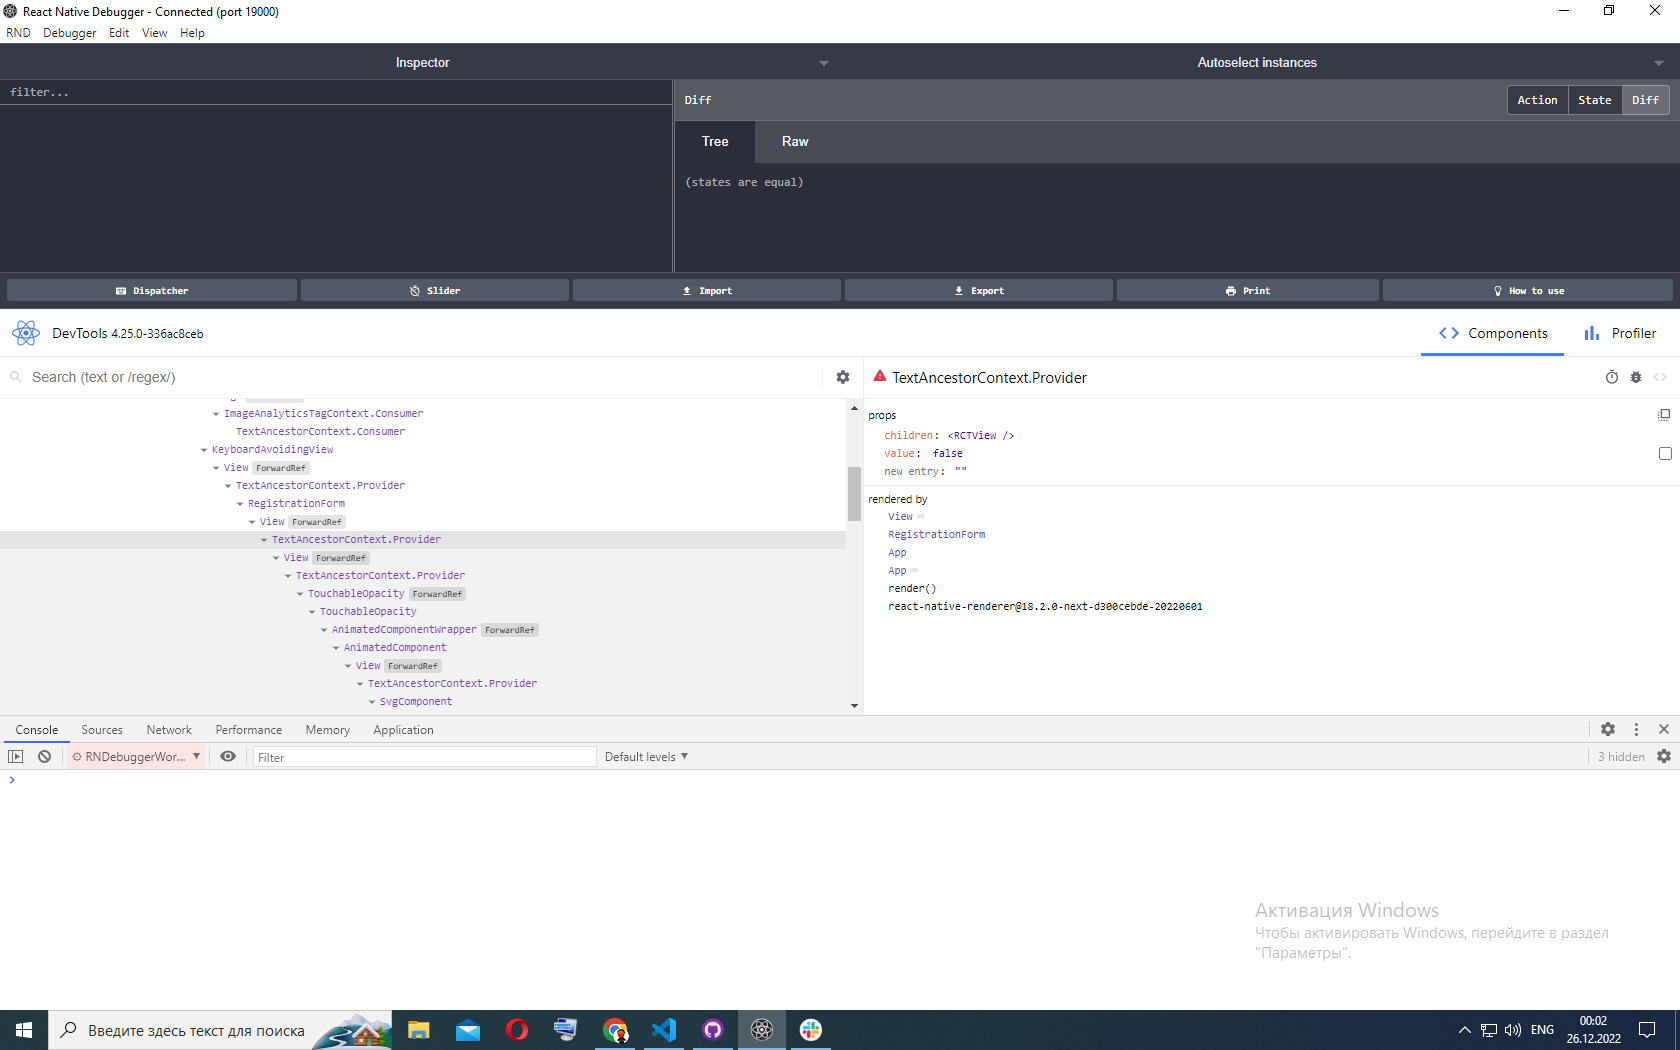 React Native Debugger - Connected (port 19000)
RND Debugger Edit View Help
Inspector
Autoselect instances
filter...
Diff
Action State Diff
Tree Raw
(states are equal)
Dispatcher Slider Import Export Print How to use
DevTools 4.25.0-336ac8ceb
Components Profiler
Search (text or /regex/)
TextAncestorContext.Provider
ImageAnalyticsTagContext.Consumer
TextAncestorContext.Consumer
KeyboardAvoidingView
View ForwardRef
TextAncestorContext.Provider
RegistrationForm
View ForwardRef
TextAncestorContext.Provider
View ForwardRef
TextAncestorContext.Provider
TouchableOpacity ForwardRef
TouchableOpacity
AnimatedComponentWrapper ForwardRef
AnimatedComponent
View ForwardRef
TextAncestorContext.Provider
SvgComponent
props
children: <RCTView />
value: false
new entry: ""
rendered by
View
RegistrationForm
App
App
render()
react-native-renderer@18.2.0-next-d300cebde-20220601
Console Sources Network Performance Memory Application
RNDebuggerWor... Filter Default levels 3 hidden
Активация Windows
Чтобы активировать Windows, перейдите в раздел
"Параметры".
Введите здесь текст для поиска
ENG
00:02
26.12.2022